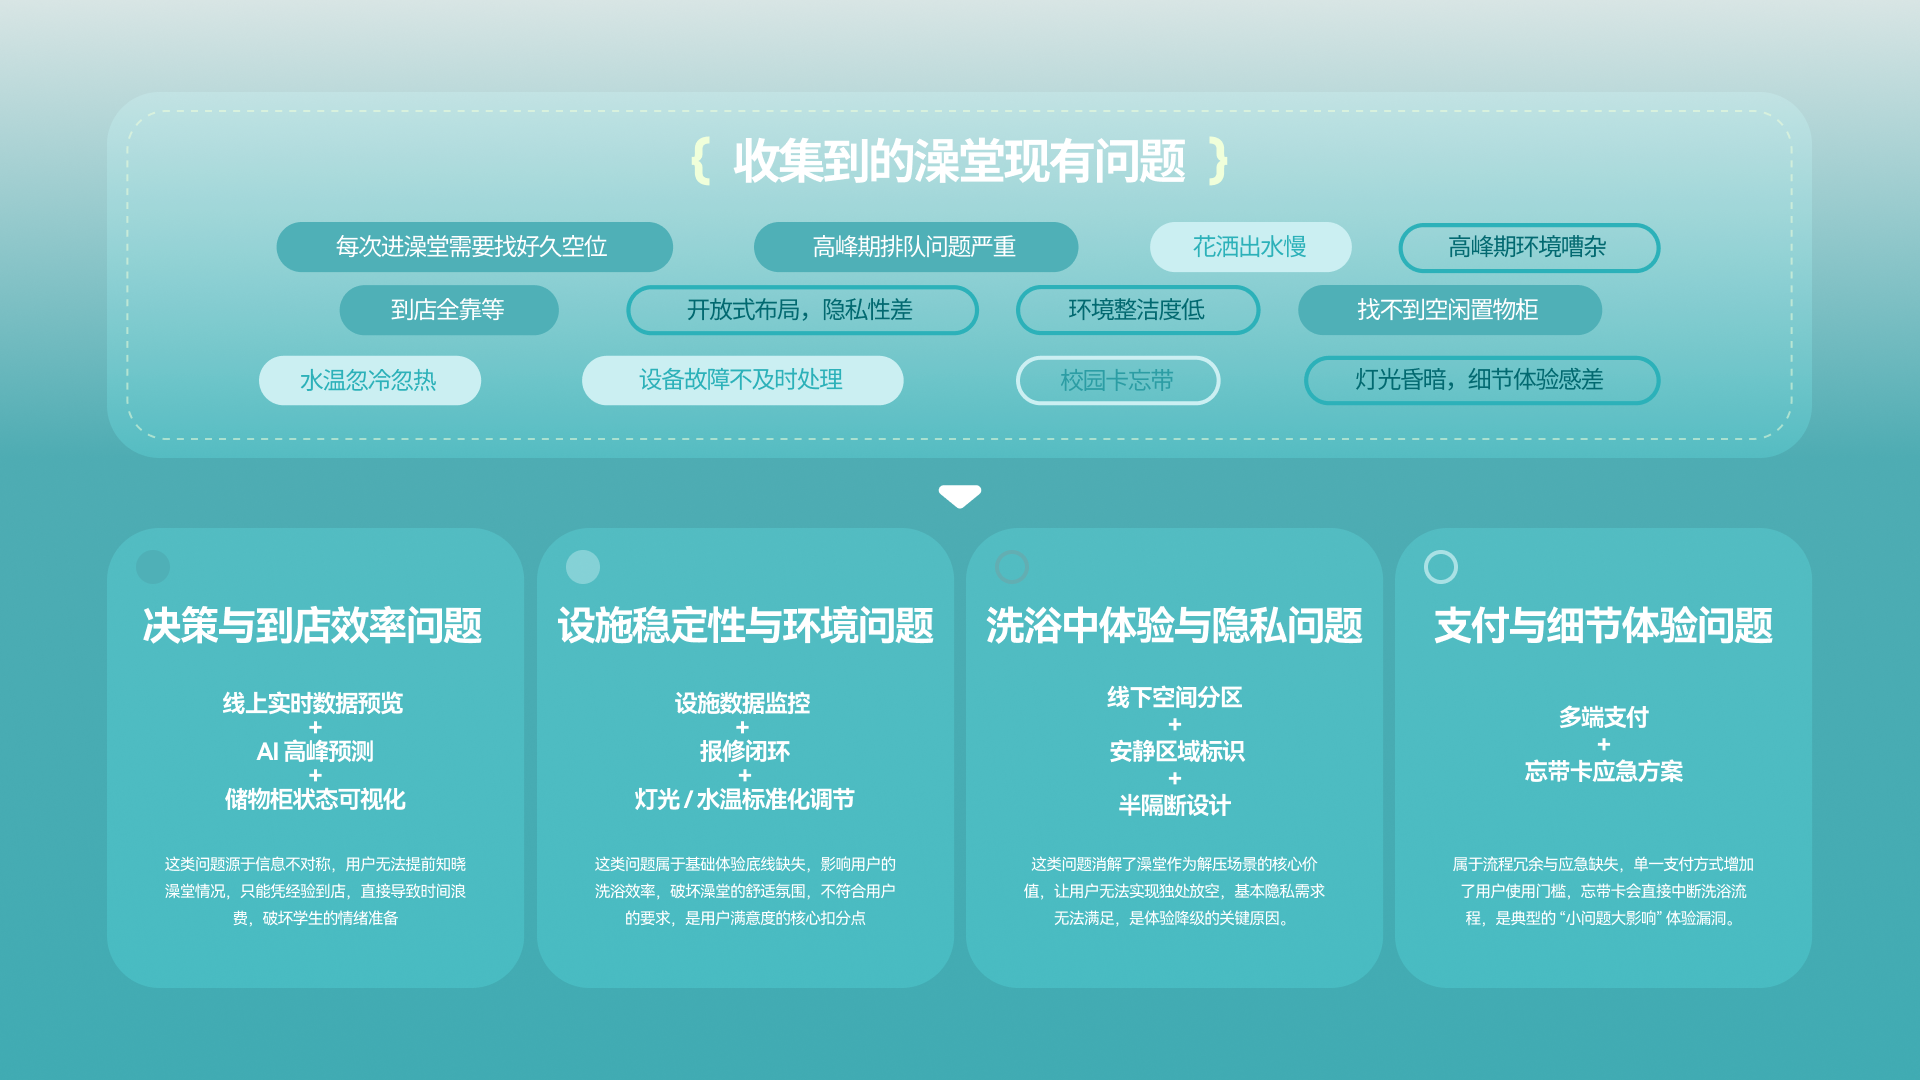 { 收集到的澡堂现有问题 }
每次进澡堂需要找好久空位
高峰期排队问题严重
花洒出水慢
高峰期环境嘈杂
到店全靠等
开放式布局，隐私性差
环境整洁度低
找不到空闲置物柜
水温忽冷忽热
设备故障不及时处理
校园卡忘带
灯光昏暗，细节体验感差
决策与到店效率问题
线上实时数据预览
+
AI 高峰预测
+
储物柜状态可视化
这类问题源于信息不对称，用户无法提前知晓
澡堂情况，只能凭经验到店，直接导致时间浪
费，破坏学生的情绪准备
设施稳定性与环境问题
设施数据监控
+
报修闭环
+
灯光 / 水温标准化调节
这类问题属于基础体验底线缺失，影响用户的
洗浴效率，破坏澡堂的舒适氛围，不符合用户
的要求，是用户满意度的核心扣分点
洗浴中体验与隐私问题
线下空间分区
+
安静区域标识
+
半隔断设计
这类问题消解了澡堂作为解压场景的核心价
值，让用户无法实现独处放空，基本隐私需求
无法满足，是体验降级的关键原因。
支付与细节体验问题
多端支付
+
忘带卡应急方案
属于流程冗余与应急缺失，单一支付方式增加
了用户使用门槛，忘带卡会直接中断洗浴流
程，是典型的 “小问题大影响” 体验漏洞。